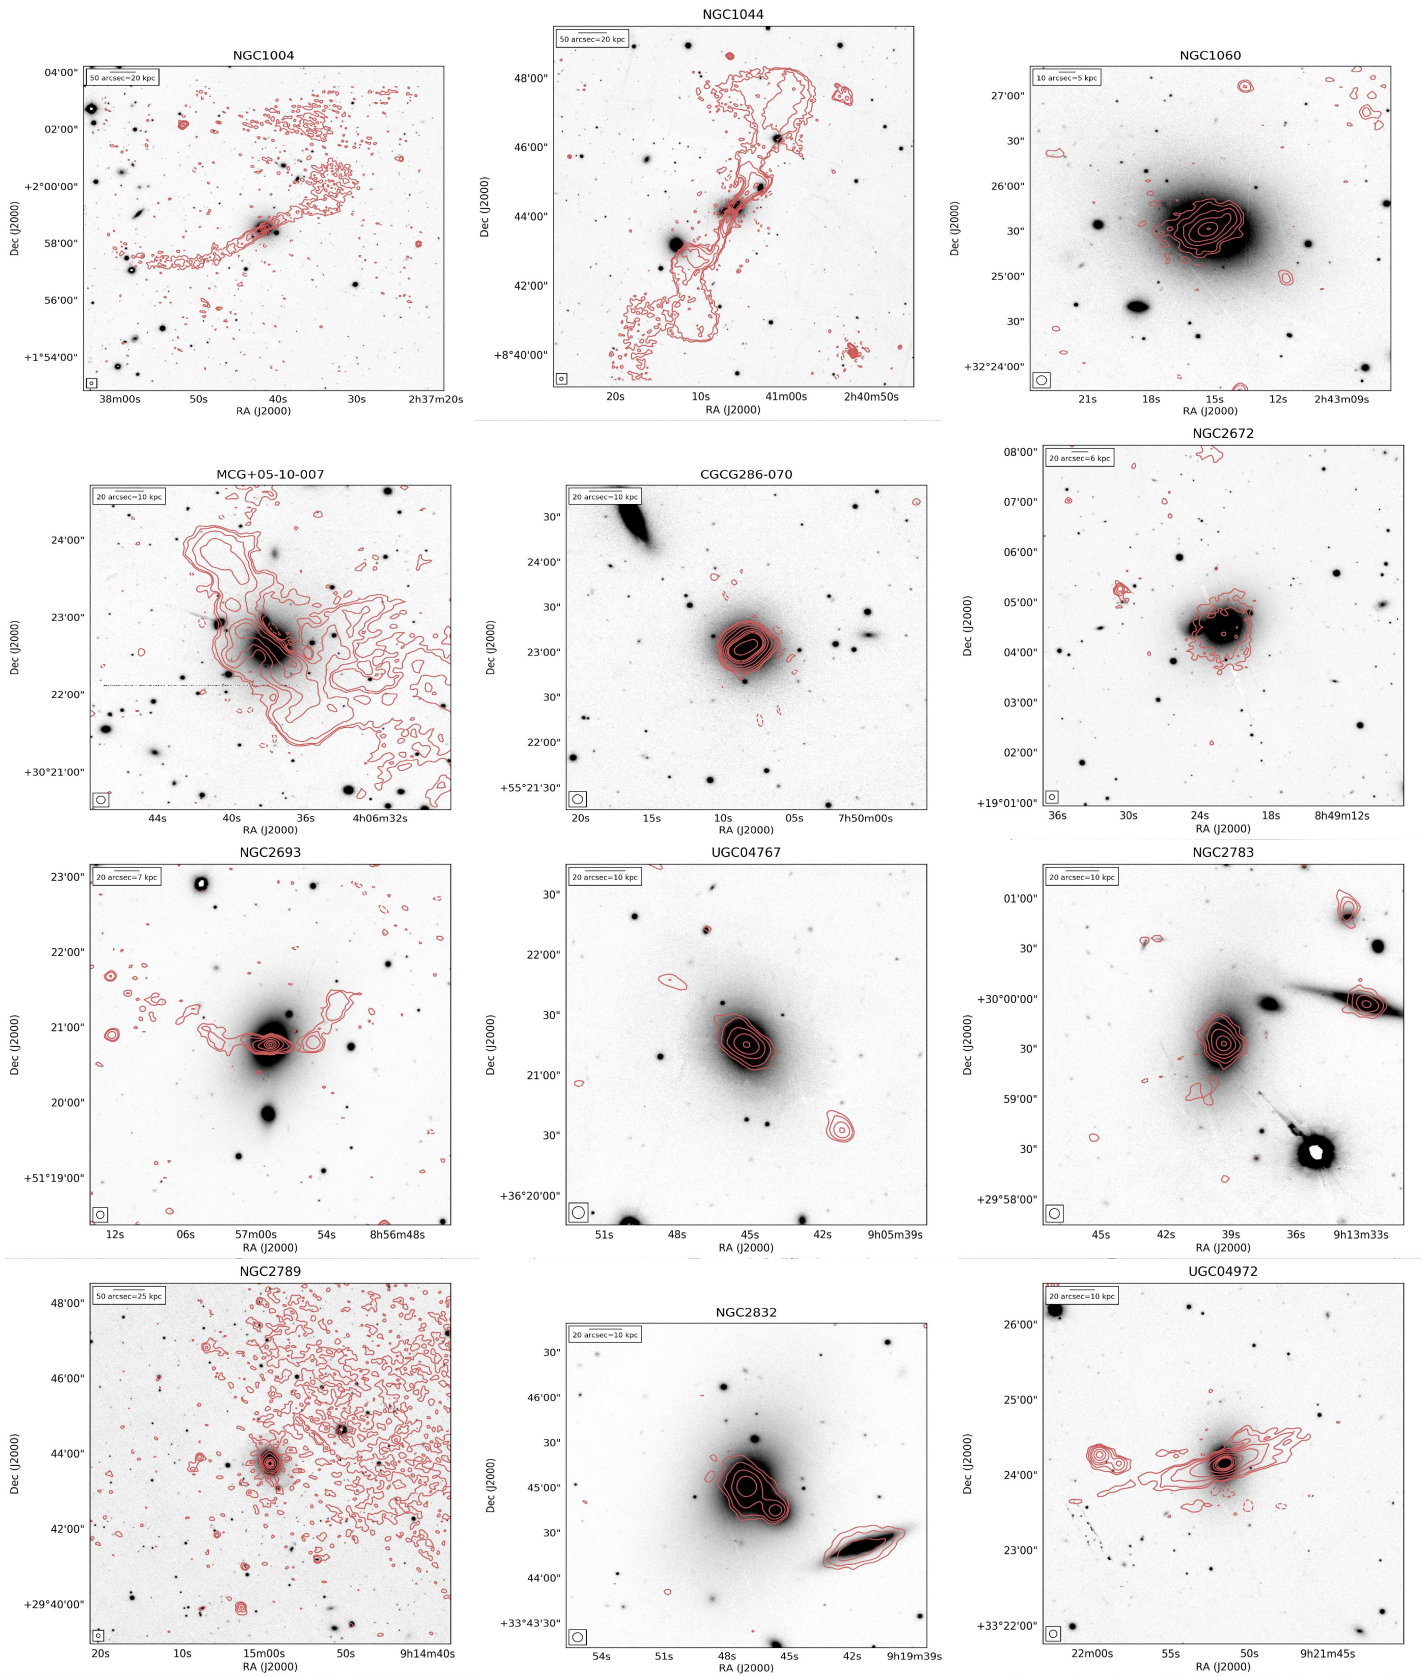 NGC1004
50 arcsec=20 kpc
04'00"
02'00"
+2°00'00"
58'00"
56'00"
+1°54'00"
Dec (J2000)
38m00s 50s 40s 30s 2h37m20s
RA (J2000)
NGC1044
50 arcsec=20 kpc
48'00"
46'00"
44'00"
42'00"
+8°40'00"
Dec (J2000)
20s 10s 41m00s 2h40m50s
RA (J2000)
NGC1060
10 arcsec=5 kpc
27'00"
30"
26'00"
30"
25'00"
30"
+32°24'00"
Dec (J2000)
21s 18s 15s 12s 2h43m09s
RA (J2000)
MCG+05-10-007
20 arcsec=10 kpc
24'00"
23'00"
22'00"
+30°21'00"
Dec (J2000)
44s 40s 36s 4h06m32s
RA (J2000)
CGCG286-070
20 arcsec=10 kpc
30"
24'00"
30"
23'00"
30"
22'00"
+55°21'30"
Dec (J2000)
20s 15s 10s 05s 7h50m00s
RA (J2000)
NGC2672
20 arcsec=6 kpc
08'00"
07'00"
06'00"
05'00"
04'00"
03'00"
02'00"
+19°01'00"
Dec (J2000)
36s 30s 24s 18s 8h49m12s
RA (J2000)
NGC2693
20 arcsec=7 kpc
23'00"
22'00"
21'00"
20'00"
+51°19'00"
Dec (J2000)
12s 06s 57m00s 54s 8h56m48s
RA (J2000)
UGC04767
20 arcsec=10 kpc
30"
22'00"
30"
21'00"
30"
+36°20'00"
Dec (J2000)
51s 48s 45s 42s 9h05m39s
RA (J2000)
NGC2783
20 arcsec=10 kpc
01'00"
30"
+30°00'00"
30"
59'00"
30"
+29°58'00"
Dec (J2000)
45s 42s 39s 36s 9h13m33s
RA (J2000)
NGC2789
50 arcsec=25 kpc
48'00"
46'00"
44'00"
42'00"
+29°40'00"
Dec (J2000)
20s 10s 15m00s 50s 9h14m40s
RA (J2000)
NGC2832
20 arcsec=10 kpc
30"
46'00"
30"
45'00"
30"
44'00"
+33°43'30"
Dec (J2000)
54s 51s 48s 45s 42s 9h19m39s
RA (J2000)
UGC04972
20 arcsec=10 kpc
26'00"
25'00"
24'00"
23'00"
+33°22'00"
Dec (J2000)
22m00s 55s 50s 9h21m45s
RA (J2000)